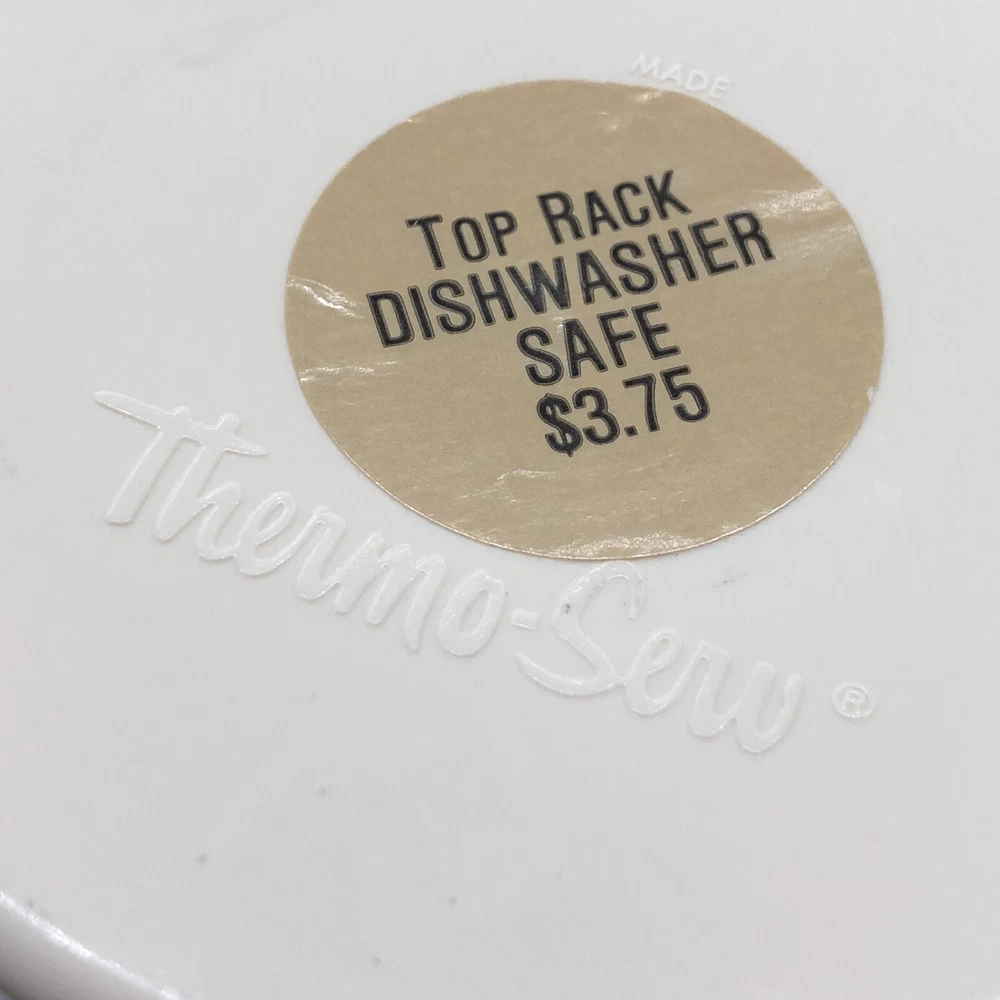 MADE
TOP RACK
DISHWASHER
SAFE
$3.75
Thermo-Serv ®